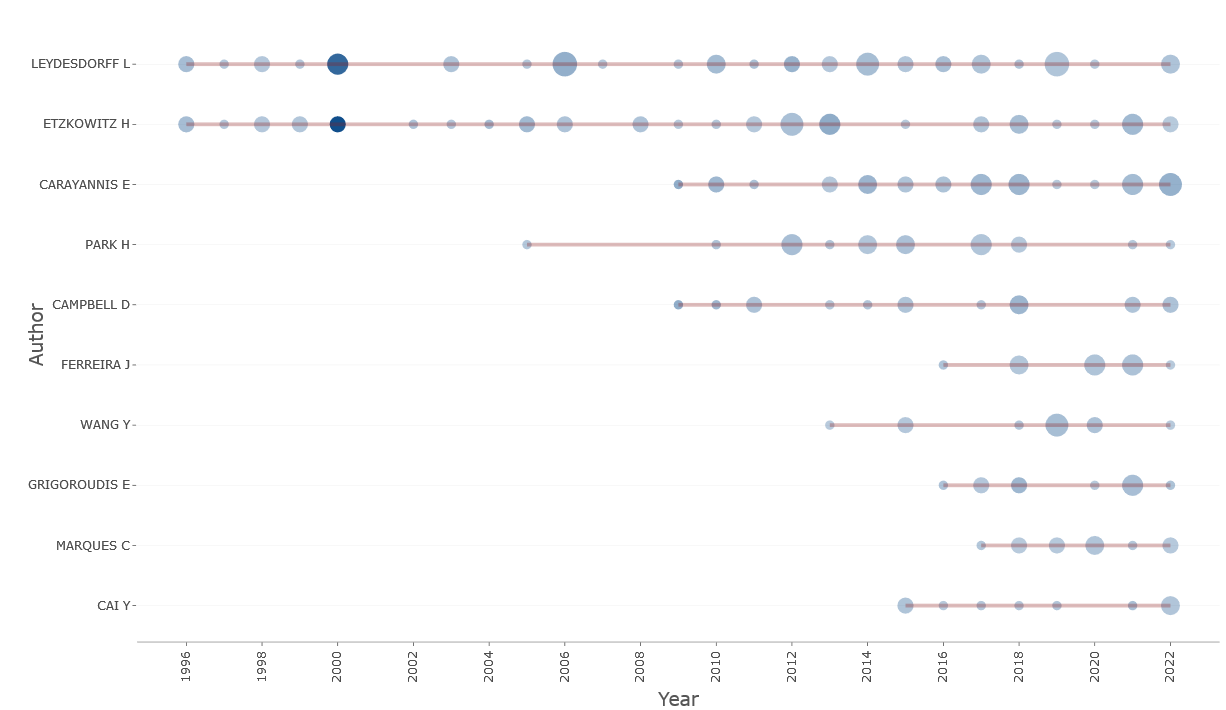 LEYDESDORFF L
ETZKOWITZ H
CARAYANNIS E
PARK H
CAMPBELL D
FERREIRA J
WANG Y
GRIGOROUDIS E
MARQUES C
CAI Y
Author
1996 1998 2000 2002 2004 2006 2008 2010 2012 2014 2016 2018 2020 2022
Year